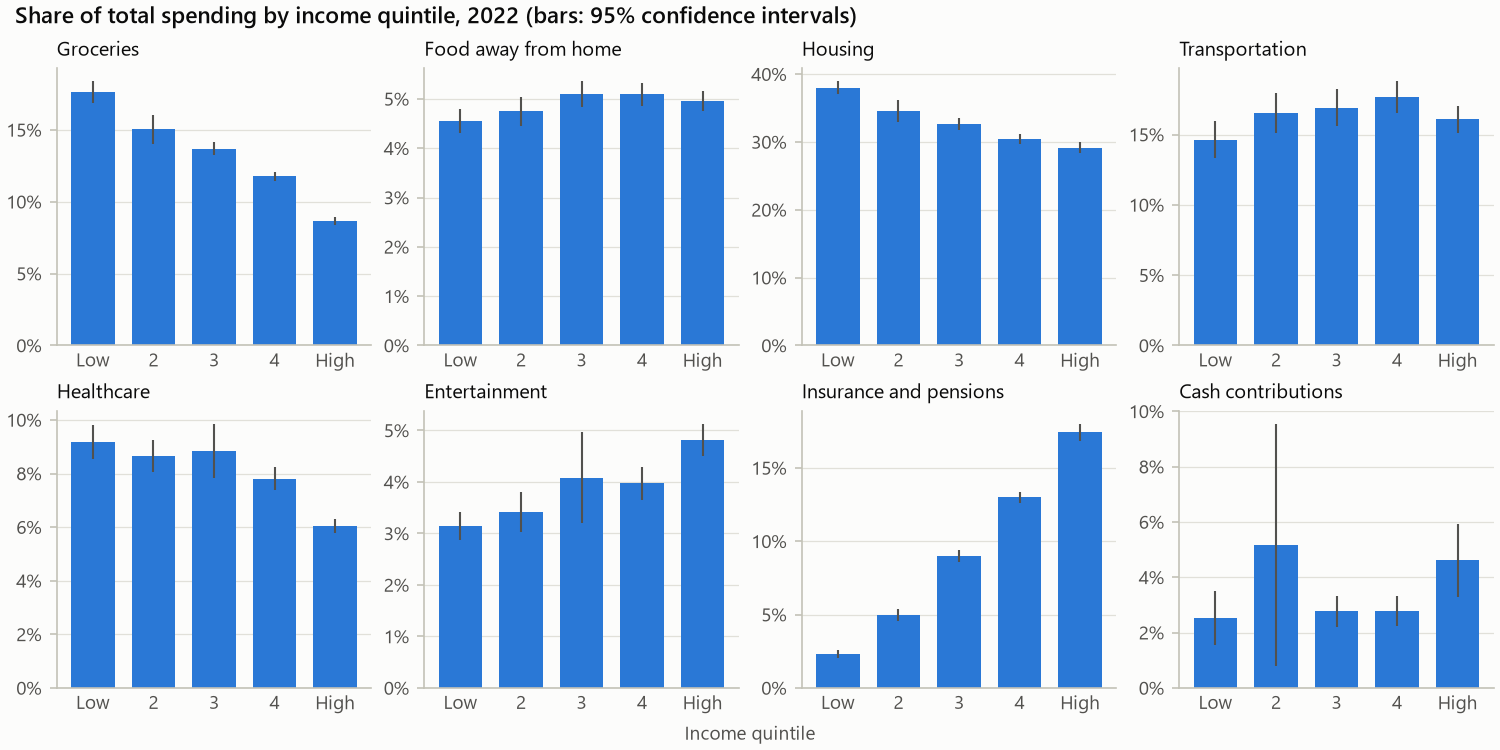 Share of total spending by income quintile, 2022 (bars: 95% confidence intervals)
Groceries
15%
10%
5%
0%
Low 2 3 4 High
Food away from home
5%
4%
3%
2%
1%
0%
Low 2 3 4 High
Housing
40%
30%
20%
10%
0%
Low 2 3 4 High
Transportation
15%
10%
5%
0%
Low 2 3 4 High
Healthcare
10%
8%
6%
4%
2%
0%
Low 2 3 4 High
Entertainment
5%
4%
3%
2%
1%
0%
Low 2 3 4 High
Insurance and pensions
15%
10%
5%
0%
Low 2 3 4 High
Cash contributions
10%
8%
6%
4%
2%
0%
Low 2 3 4 High
Income quintile